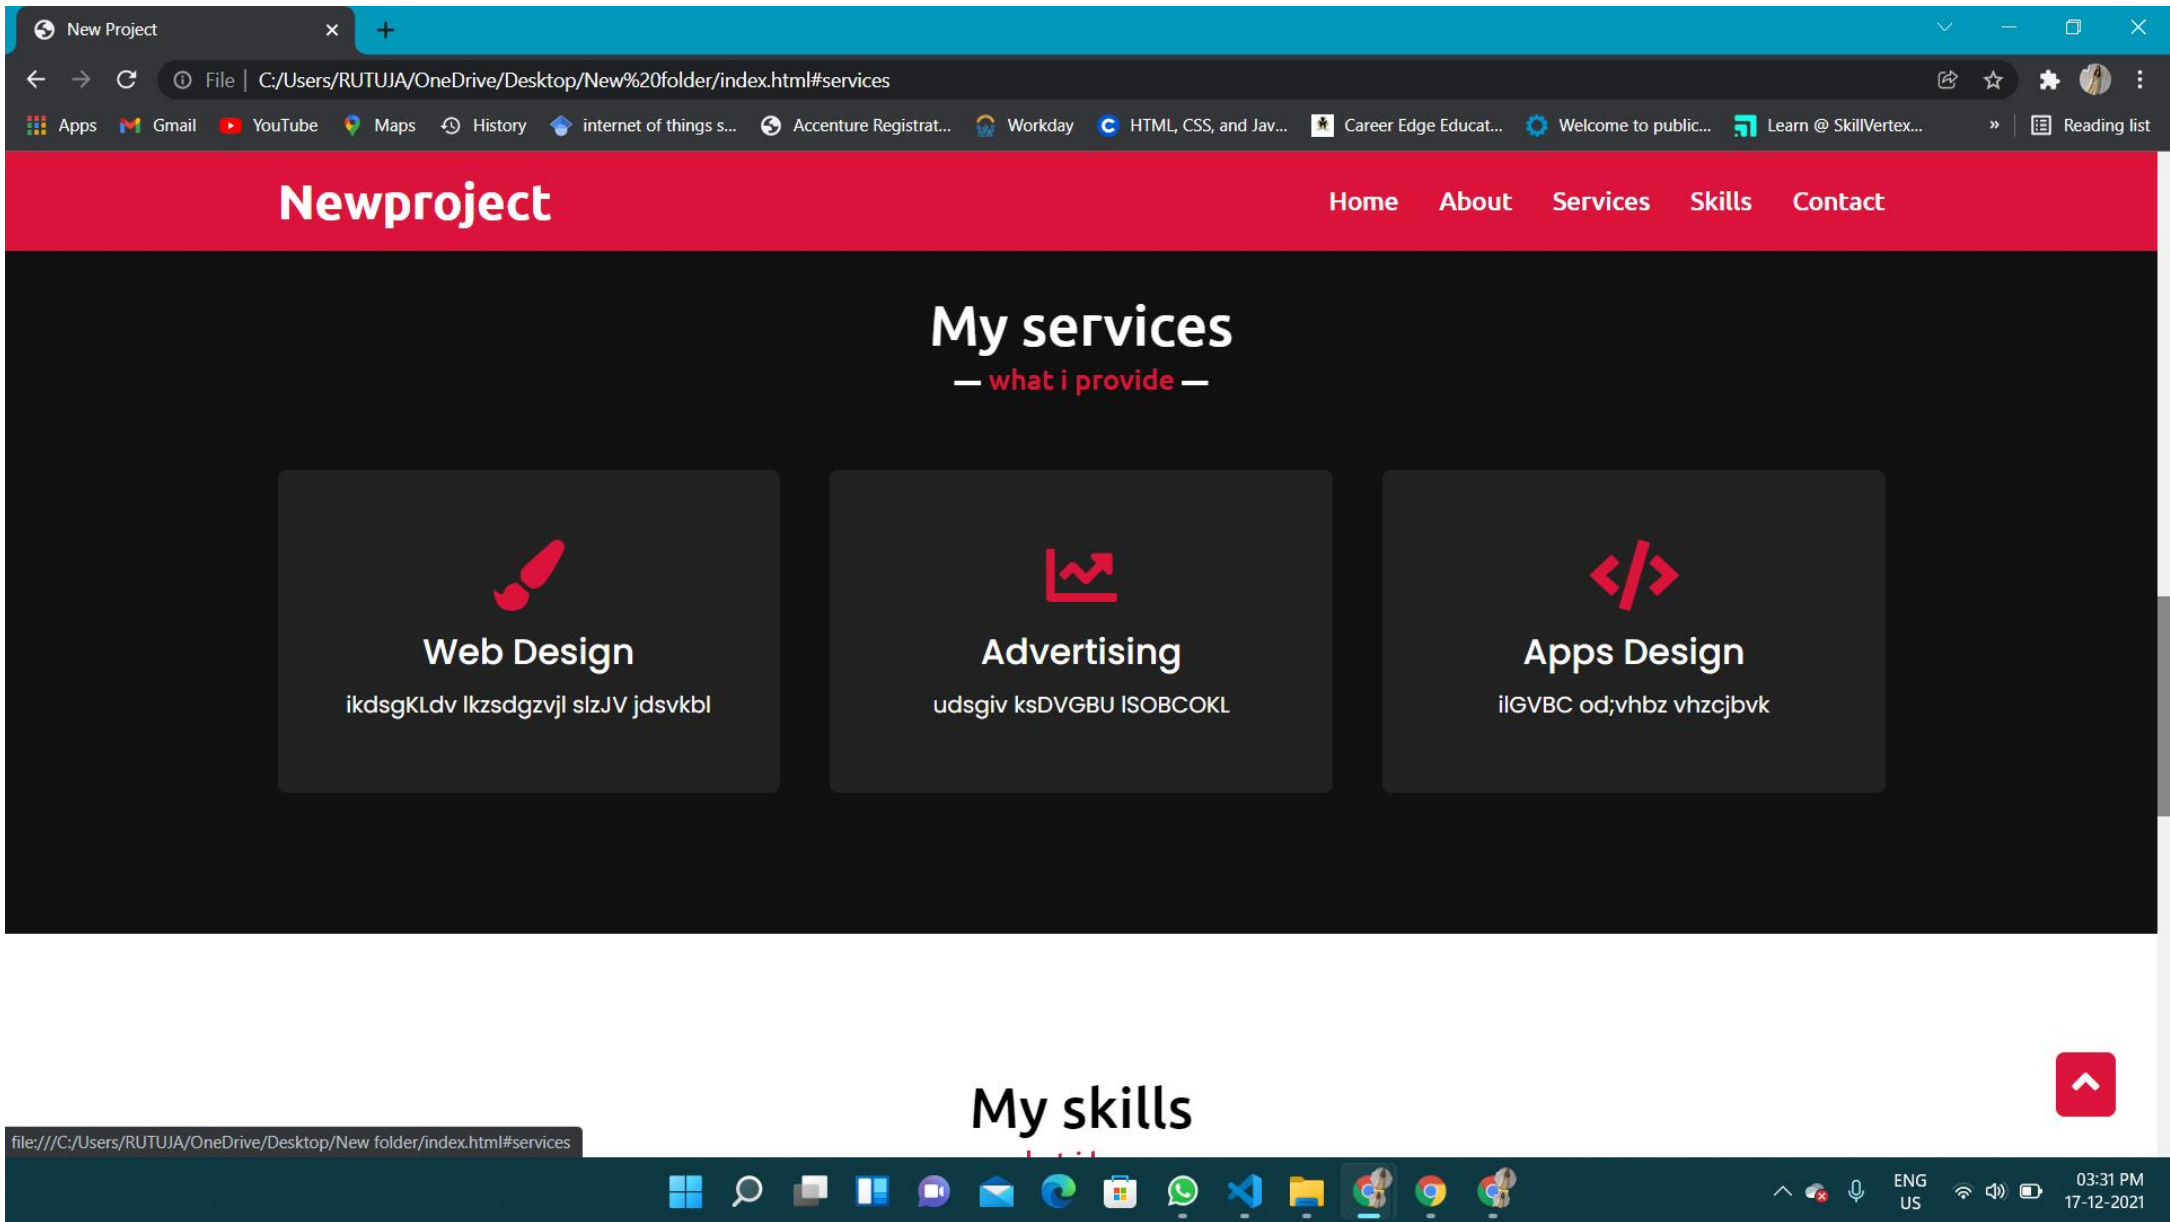 New Project
File | C:/Users/RUTUJA/OneDrive/Desktop/New%20folder/index.html#services
Apps Gmail YouTube Maps History internet of things s... Accenture Registrat... Workday HTML, CSS, and Jav... Career Edge Educat... Welcome to public... Learn @ SkillVertex... » Reading list
Newproject Home About Services Skills Contact
My services
— what i provide —
Web Design
ikdsgKLdv lkzsdgzvjl slzJV jdsvkbl
Advertising
udsgiv ksDVGBU lSOBCOKL
Apps Design
ilGVBC od;vhbz vhzcjbvk
My skills
file:///C:/Users/RUTUJA/OneDrive/Desktop/New folder/index.html#services
ENG
US
03:31 PM
17-12-2021